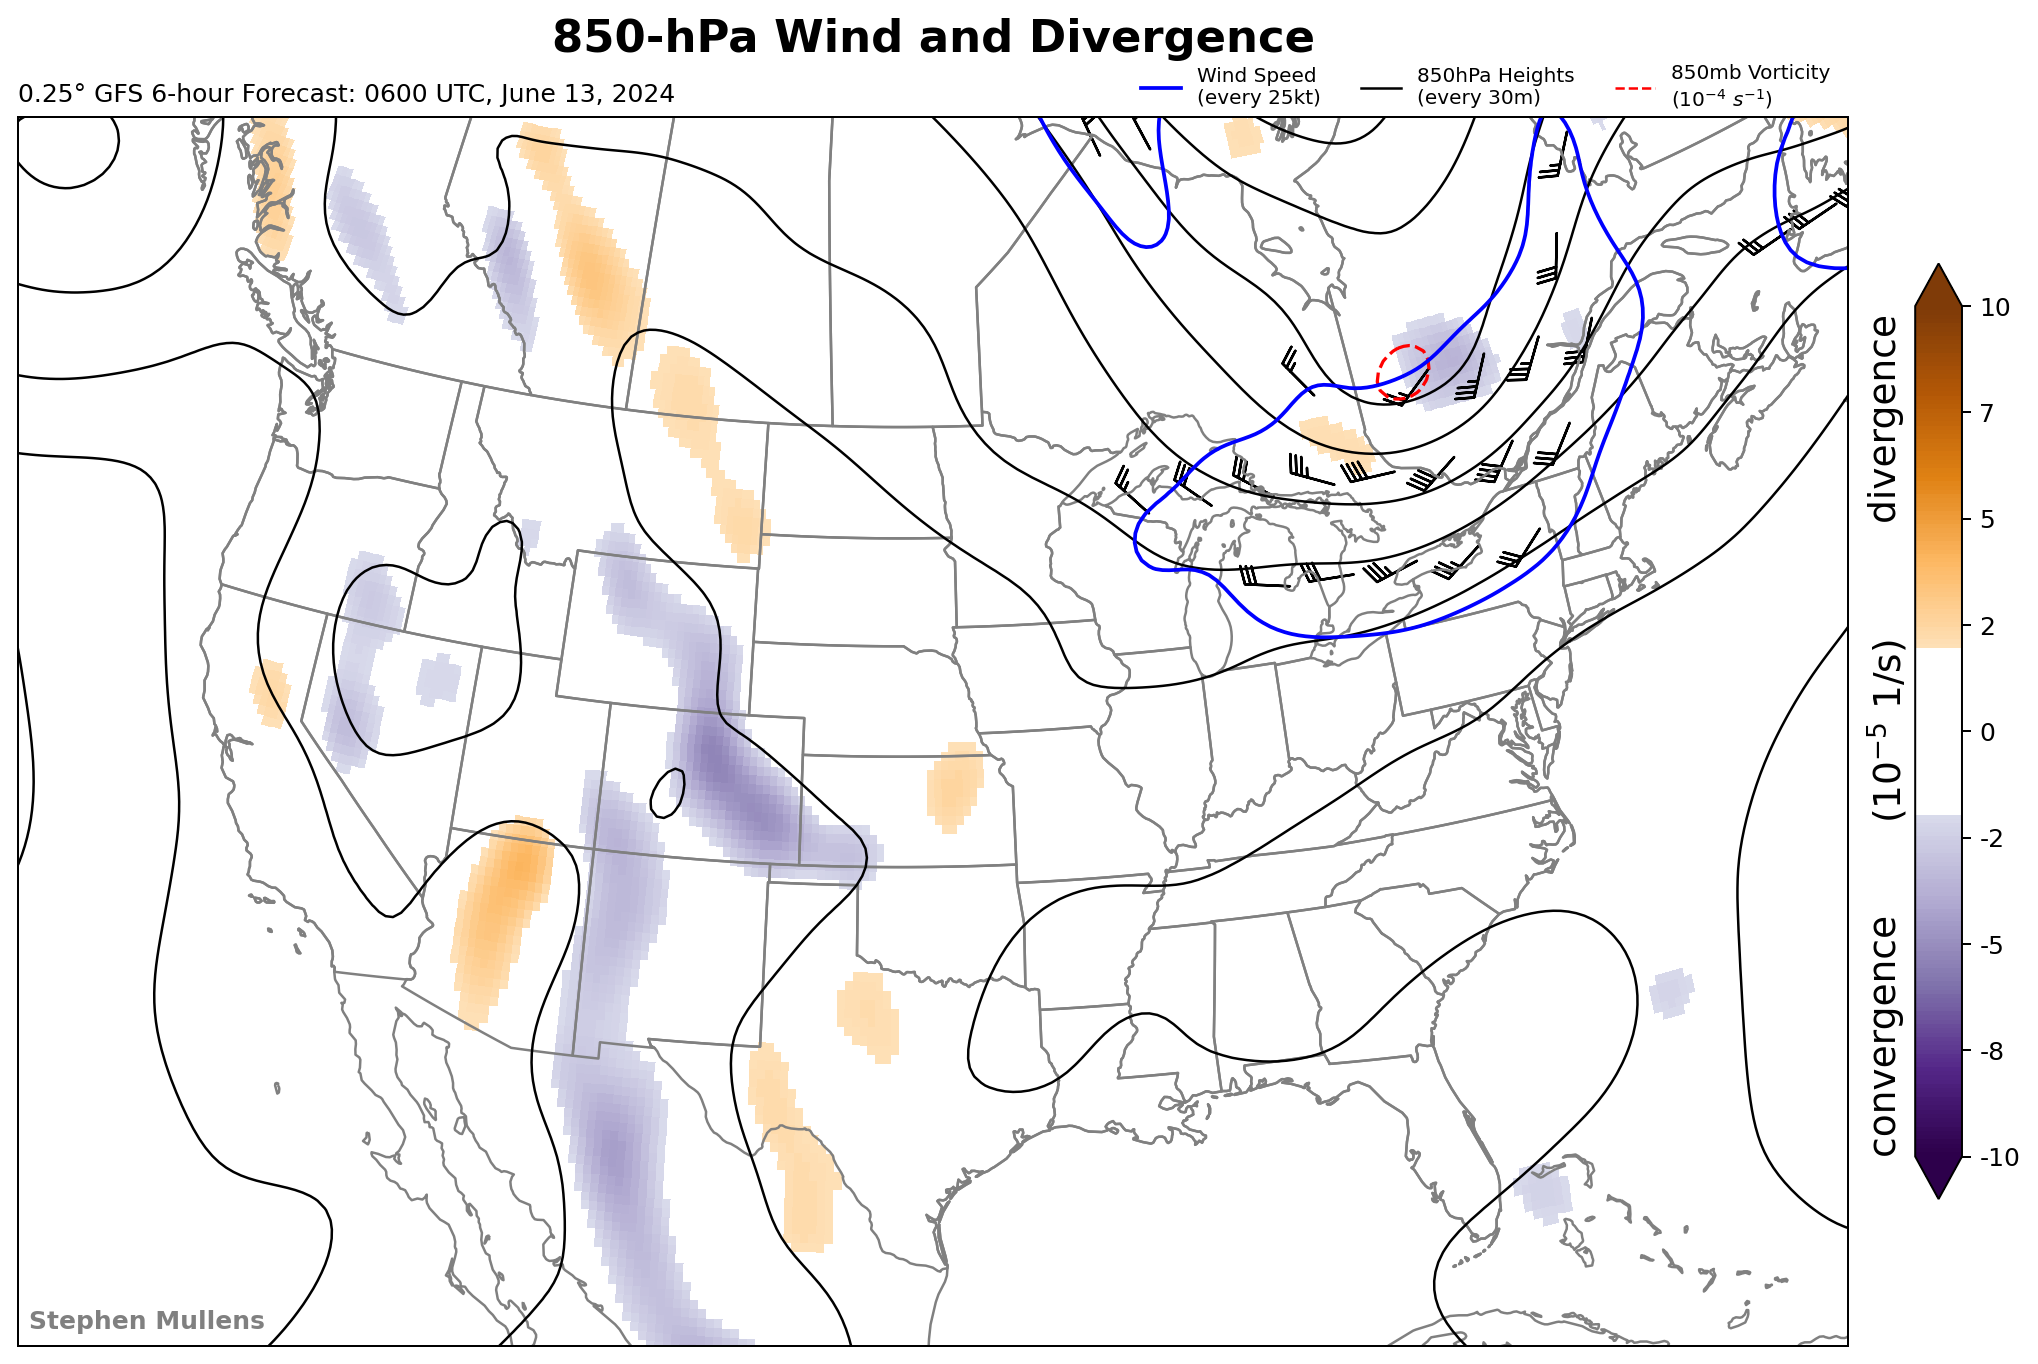 850-hPa Wind and Divergence
0.25° GFS 6-hour Forecast: 0600 UTC, June 13, 2024
Wind Speed
(every 25kt)
850hPa Heights
(every 30m)
850mb Vorticity
(10⁻⁴ s⁻¹)
10
7
5
2
0
-2
-5
-8
-10
convergence (10⁻⁵ 1/s) divergence
Stephen Mullens